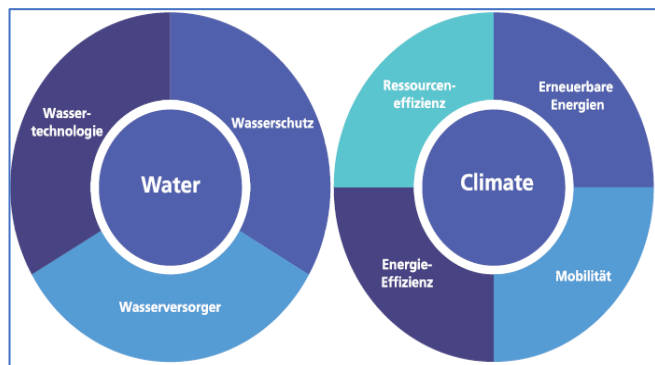 Wasser-
technologie
Wasserschutz
Water
Wasserversorger
Ressourcen-
effizienz
Erneuerbare
Energien
Climate
Energie-
Effizienz
Mobilität